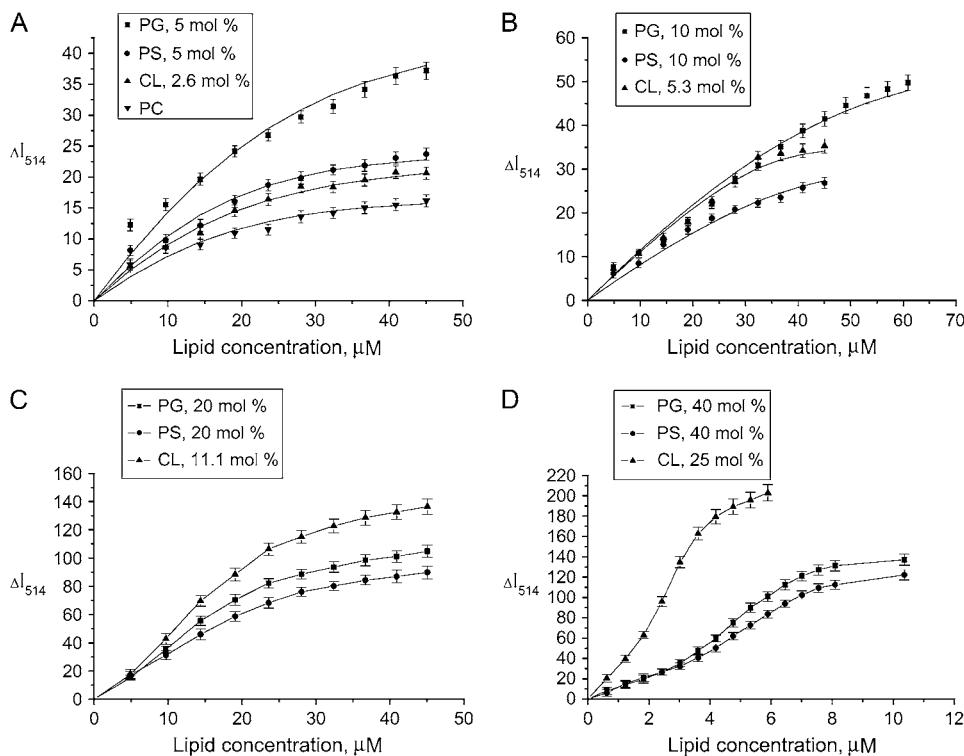 A
PG, 5 mol %
PS, 5 mol %
CL, 2.6 mol %
PC
40
35
30
25
20
15
10
5
0
ΔI514
0 10 20 30 40 50
Lipid concentration, μM
B
PG, 10 mol %
PS, 10 mol %
CL, 5.3 mol %
60
50
40
30
20
10
0
ΔI514
0 10 20 30 40 50 60 70
Lipid concentration, μM
C
PG, 20 mol %
PS, 20 mol %
CL, 11.1 mol %
160
140
120
100
80
60
40
20
0
ΔI514
0 10 20 30 40 50
Lipid concentration, μM
D
PG, 40 mol %
PS, 40 mol %
CL, 25 mol %
220
200
180
160
140
120
100
80
60
40
20
0
ΔI514
0 2 4 6 8 10 12
Lipid concentration, μM